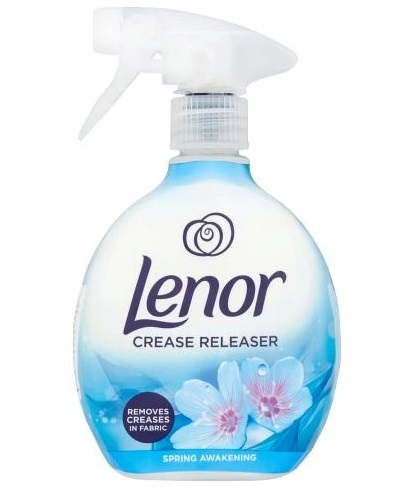 Lenor
CREASE RELEASER
REMOVES
CREASES
IN FABRIC
SPRING AWAKENING